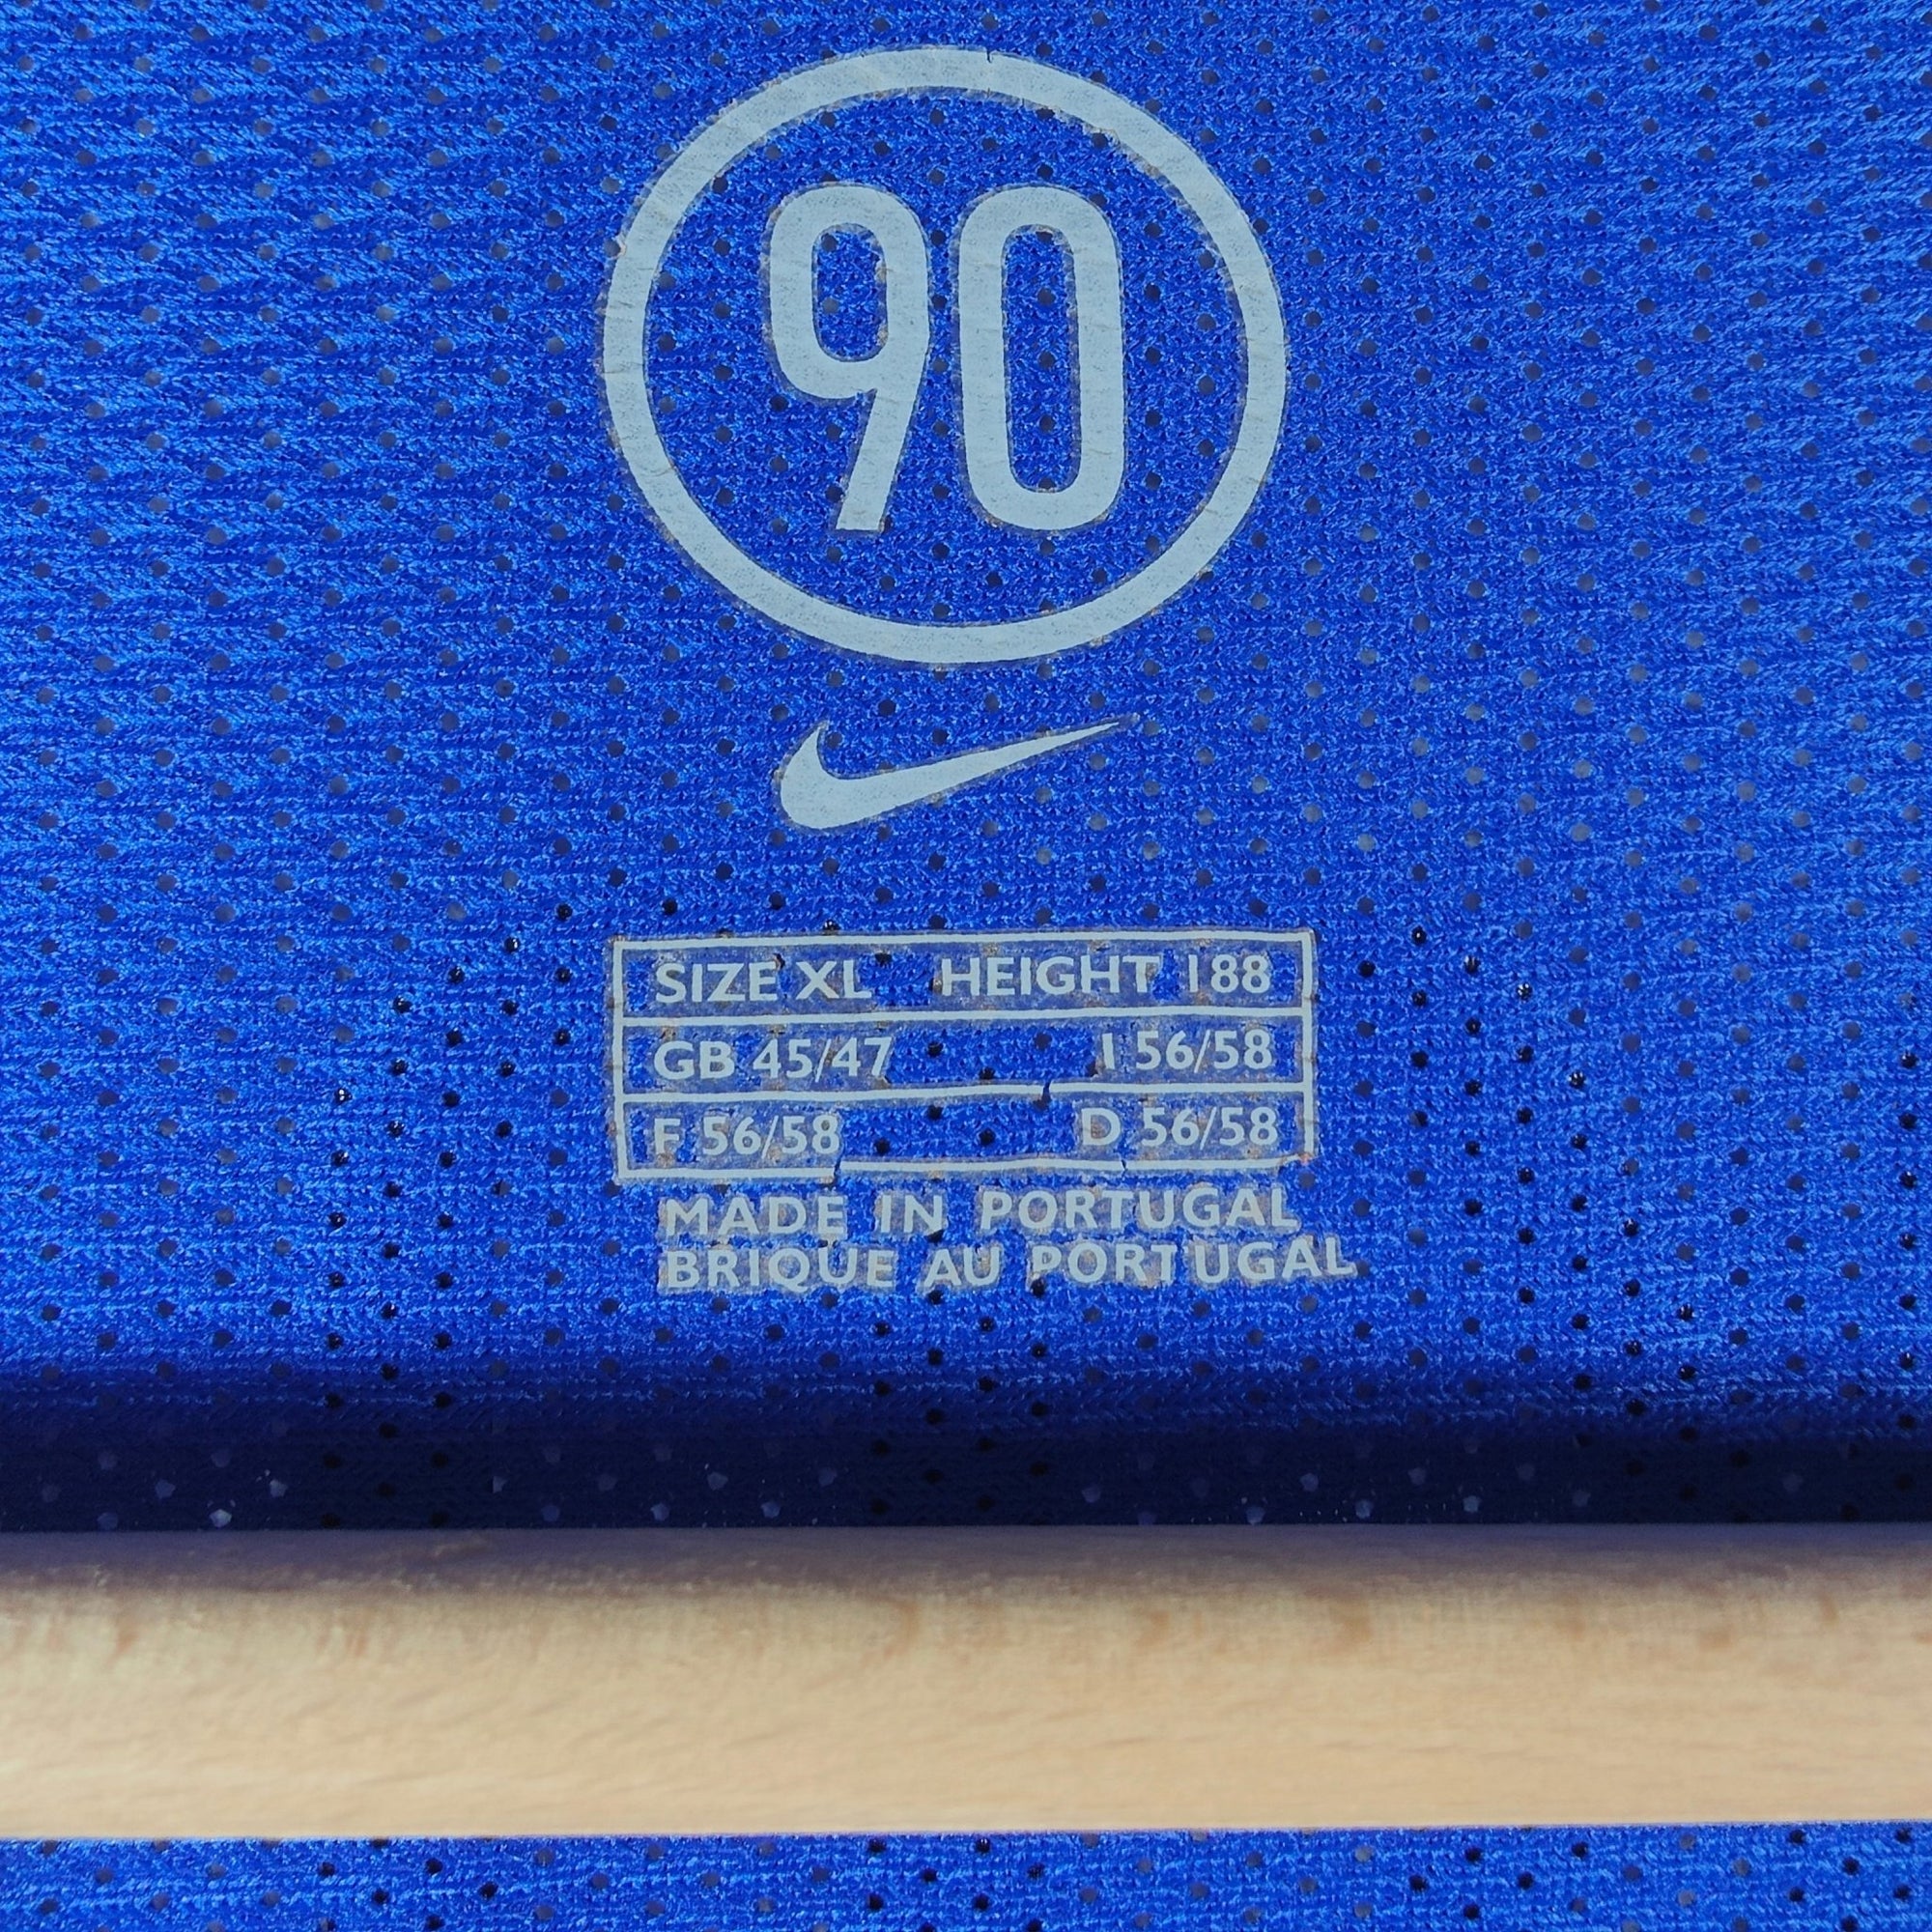 90
SIZE XL HEIGHT 188
GB 45/47 I 56/58
F 56/58 D 56/58
MADE IN PORTUGAL
BRIQUE AU PORTUGAL